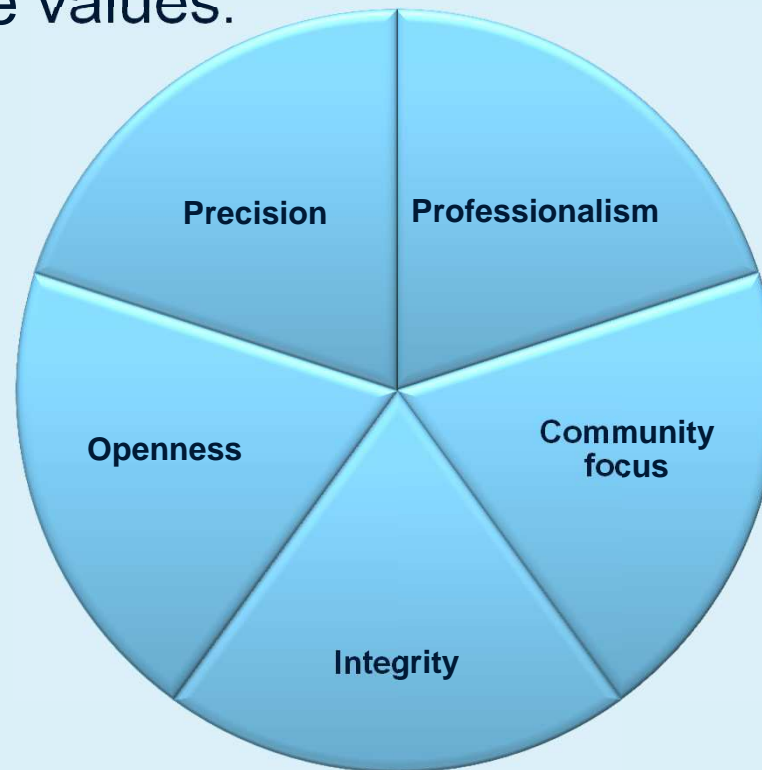 values.
Precision
Professionalism
Openness
Community
focus
Integrity